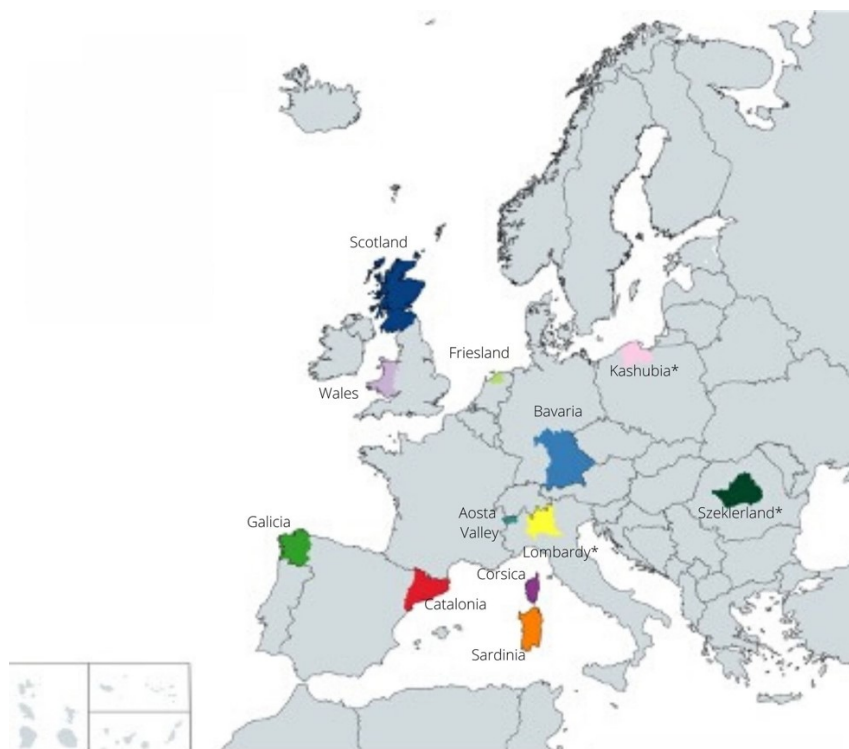 Scotland
Friesland
Kashubia*
Wales
Bavaria
Szeklerland*
Aosta
Valley
Galicia
Lombardy*
Corsica
Catalonia
Sardinia